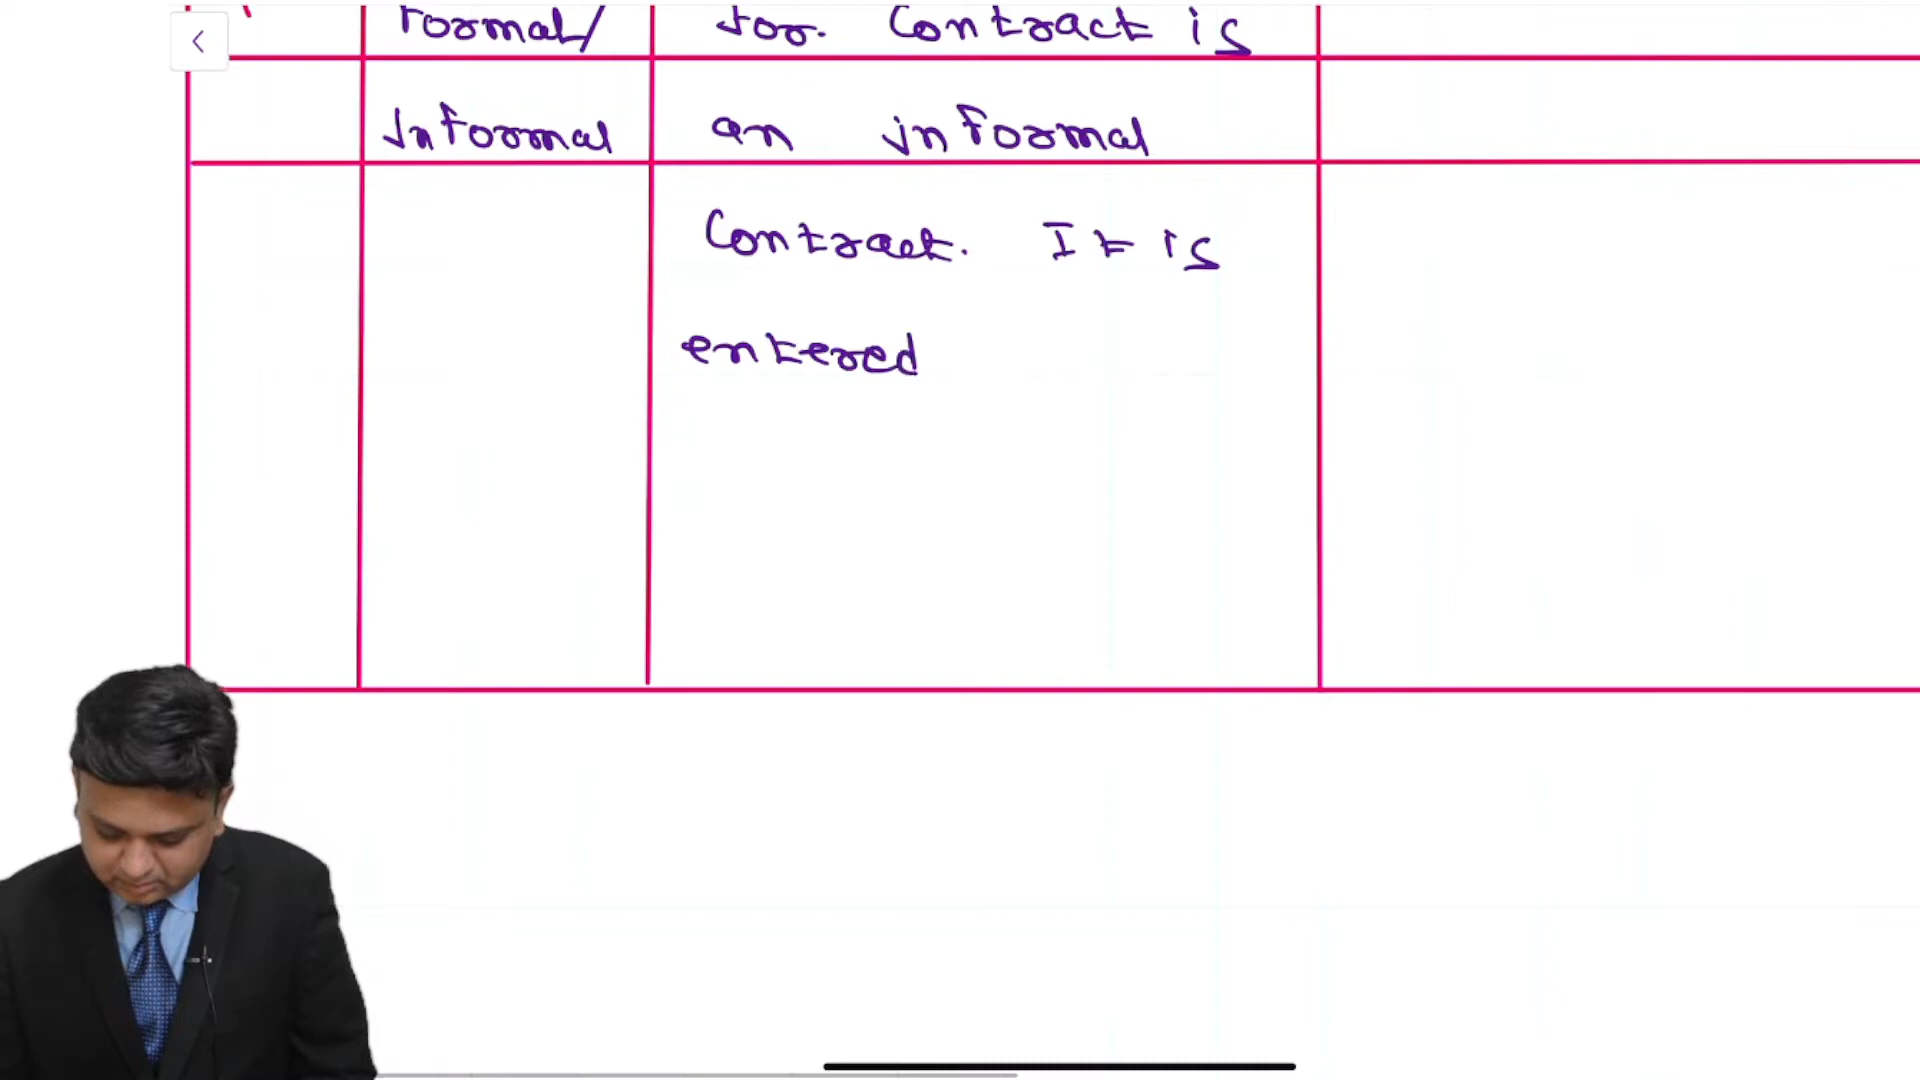 Formal/ for. Contract is
Informal an informal
Contract. It is
entered